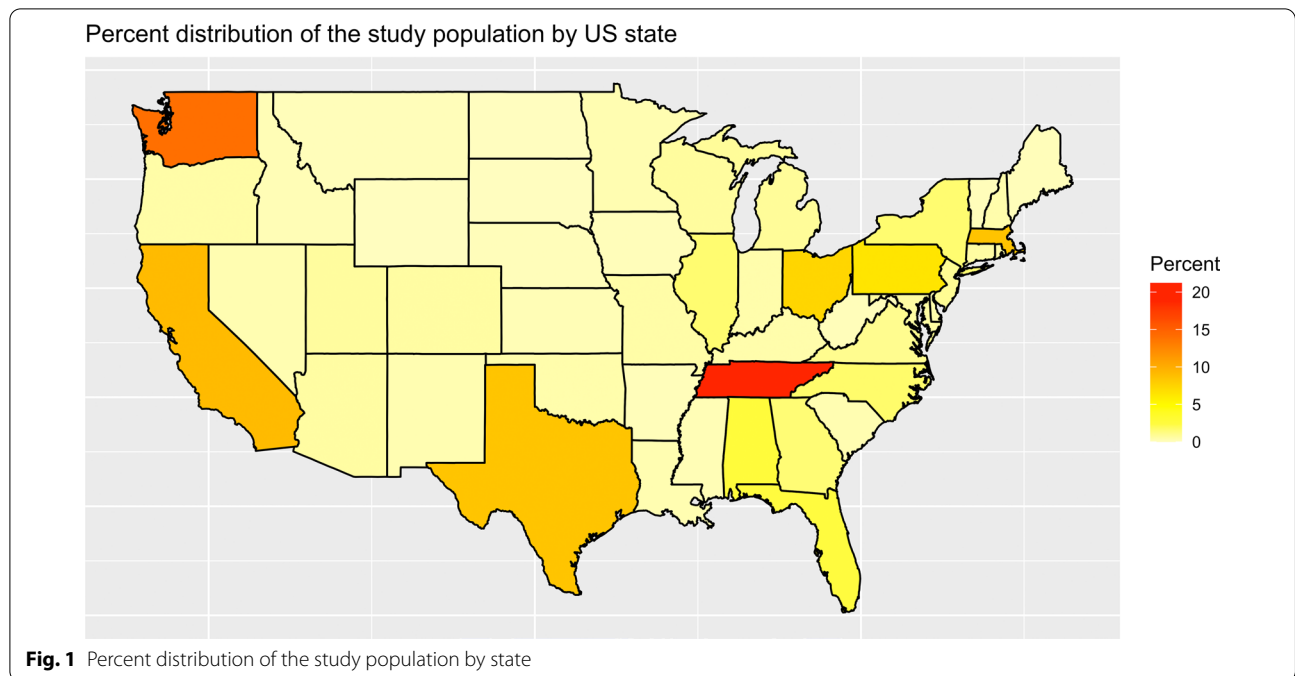 Percent distribution of the study population by US state
Percent
20
15
10
5
0
Fig. 1 Percent distribution of the study population by state